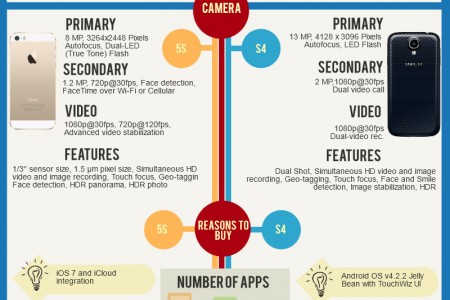 CAMERA
5S
S4
PRIMARY
8 MP, 3264x2448 Pixels
Autofocus, Dual-LED
(True Tone) Flash
SECONDARY
1.2 MP, 720p@30fps, Face detection,
FaceTime over Wi-Fi or Cellular
VIDEO
1080p@30fps, 720p@120fps,
Advanced video stabilization
FEATURES
1/3" sensor size, 1.5 µm pixel size, Simultaneous HD
video and image recording, Touch focus, Geo-taggin
Face detection, HDR panorama, HDR photo
PRIMARY
13 MP, 4128 x 3096 Pixels
Autofocus, LED Flash
SECONDARY
2 MP,1080p@30fps
Dual video call
VIDEO
1080p@30fps
Dual-video rec.
FEATURES
Dual Shot, Simultaneous HD video and image
recording, Geo-tagging, Touch focus, Face and Smile
detection, Image stabilization, HDR
5S
REASONS TO
BUY
S4
iOS 7 and iCloud
integration
NUMBER OF APPS
Android OS v4.2.2 Jelly
Bean with TouchWiz UI